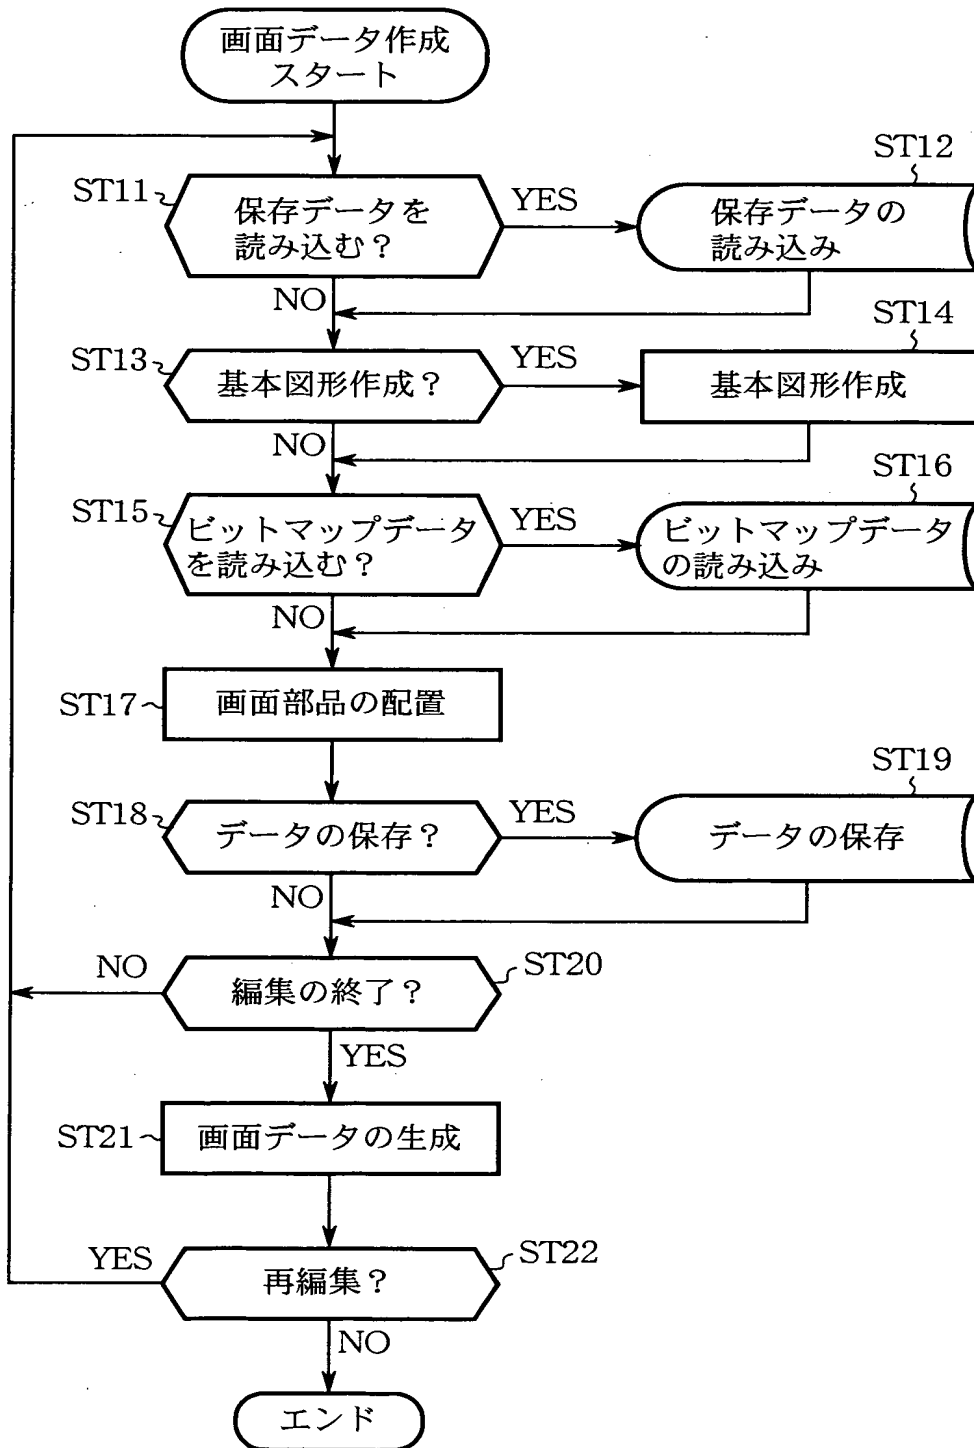 画面データ作成
スタート
ST11
保存データを
読み込む？
YES
ST12
保存データの
読み込み
NO
ST13
基本図形作成？
YES
ST14
基本図形作成
NO
ST15
ビットマップデータ
を読み込む？
YES
ST16
ビットマップデータ
の読み込み
NO
ST17
画面部品の配置
ST18
データの保存？
YES
ST19
データの保存
NO
NO
編集の終了？
ST20
YES
ST21
画面データの生成
YES
再編集？
ST22
NO
エンド